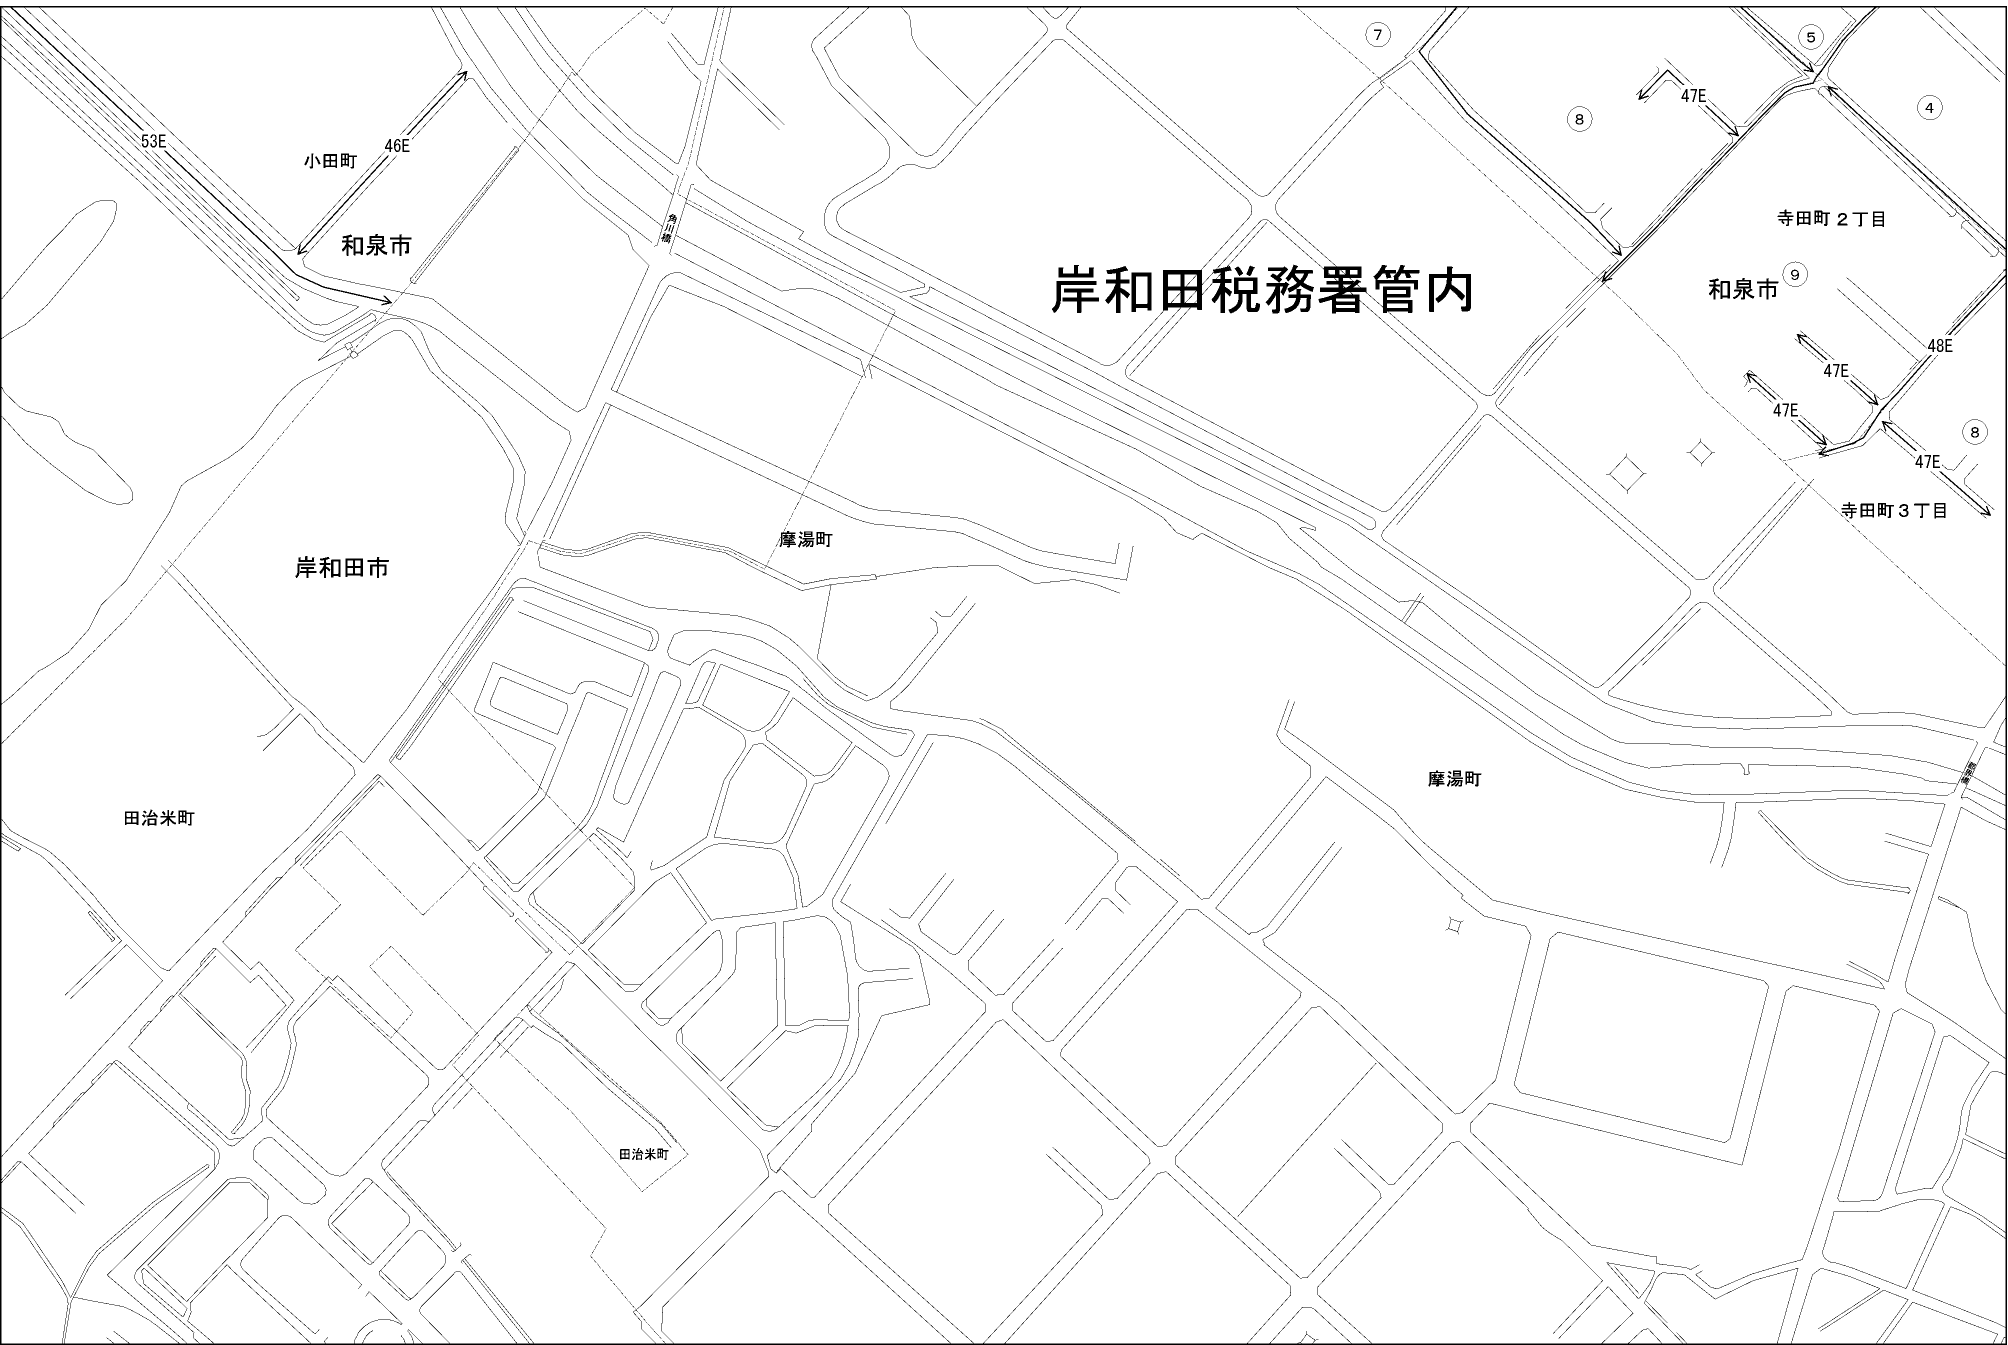 ⑦
⑤
④
⑧
47E
53E
46E
小田町
和泉市
角川橋
寺田町2丁目
岸和田税務署管内
⑨
和泉市
48E
47E
47E
⑧
47E
寺田町3丁目
摩湯町
岸和田市
摩湯町
田治米町
田治米町